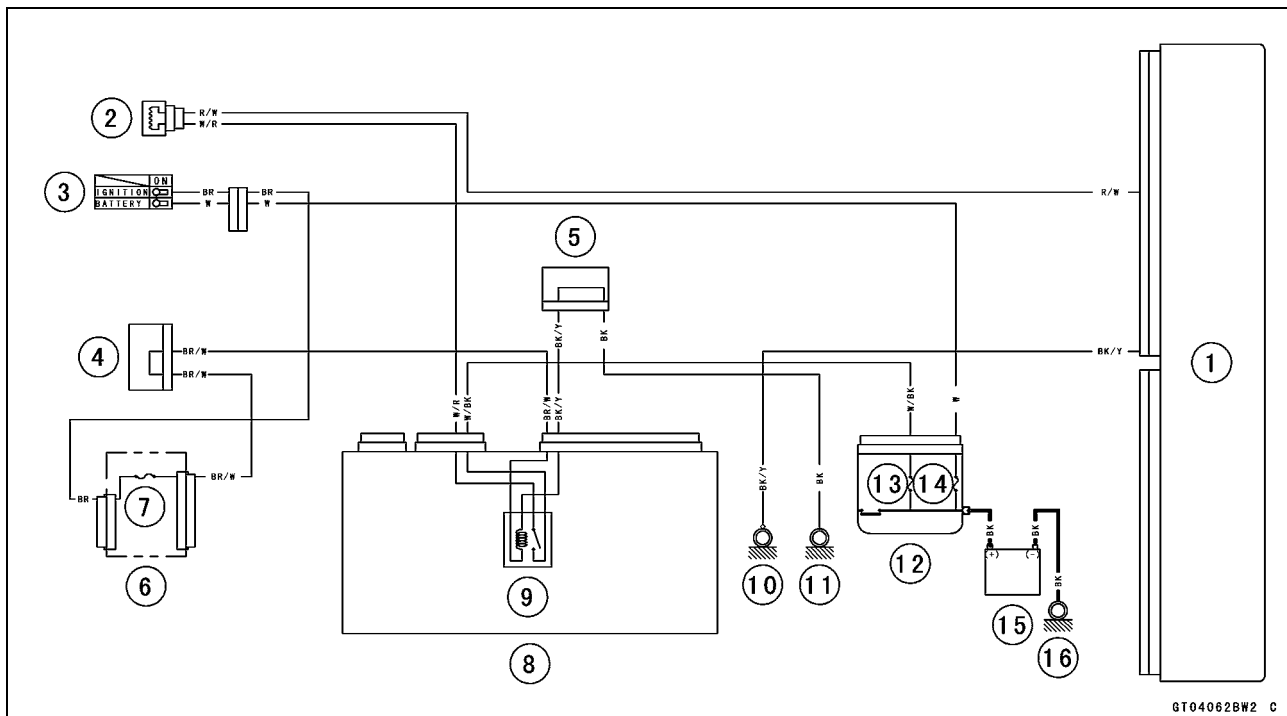 2
R/W
W/R
R/W
3
ON
IGNITION
BATTERY
BR
W
BR
W
5
4
BR/W
BR/W
BK/Y
BK
BK/Y
1
W/R
W/BK
BR/W
BK/Y
W/BK
W
BR
7
BR/W
6
9
8
BK/Y
BK
10
11
13
14
12
BK
BK
(+)
(-)
15
BK
16
GT04062BW2 C